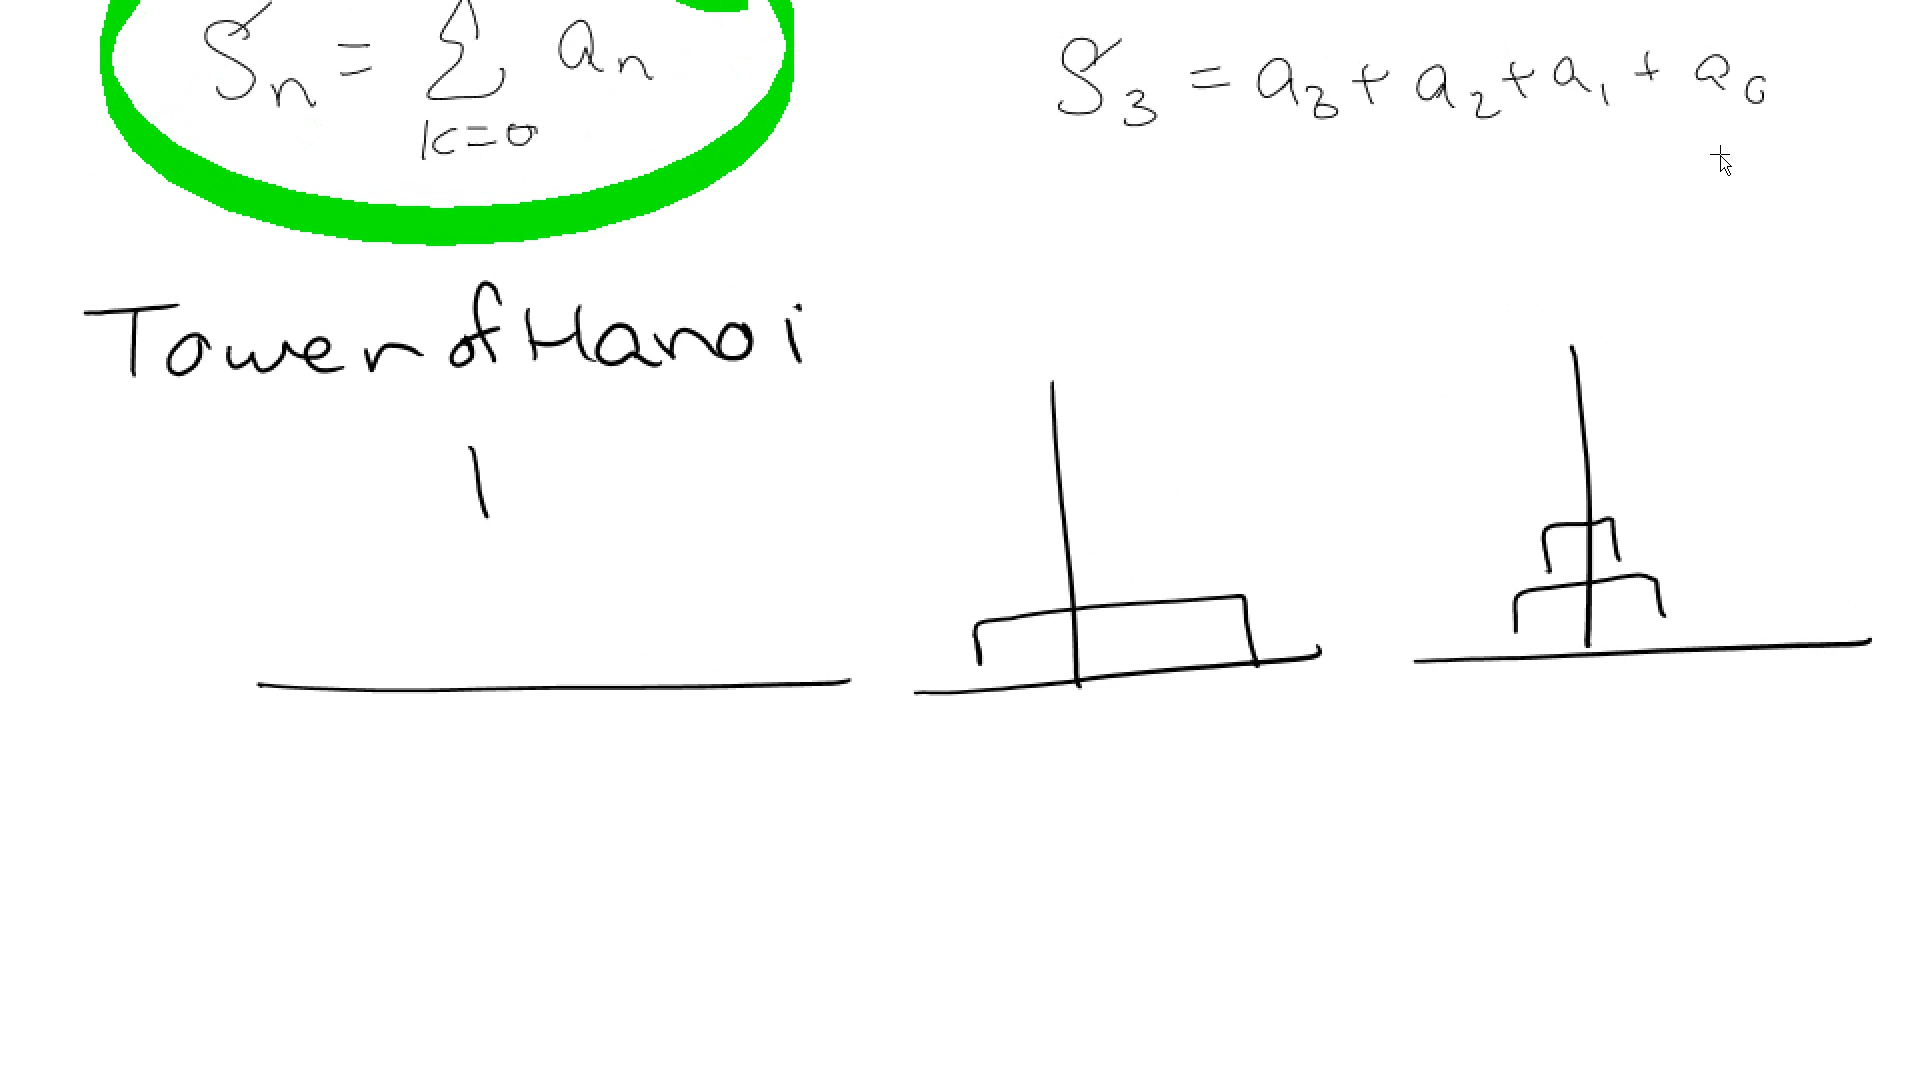 Sn = Σ an
k=0
S3 = a3 + a2 + a1 + a0
Tower of Hanoi